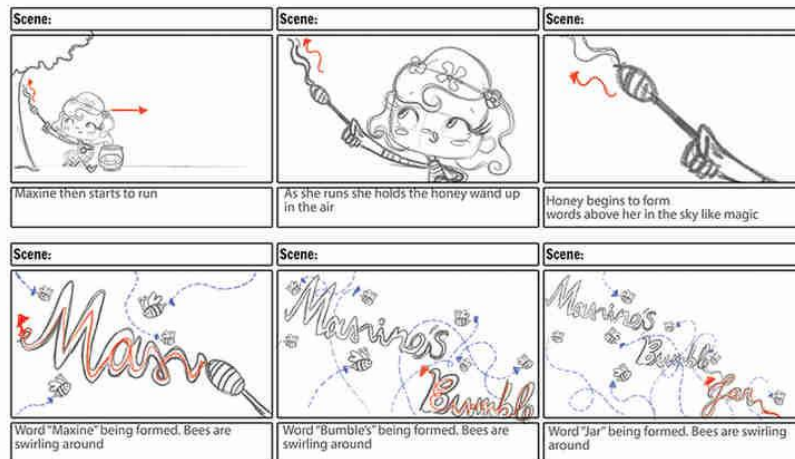 Scene:
Scene:
Scene:
Maxine then starts to run
As she runs she holds the honey wand up
in the air
Honey begins to form
words above her in the sky like magic
Scene:
Scene:
Scene:
Max
Maxine's
Bumble
Maxine's
Bumble
Jar
Word "Maxine" being formed. Bees are
swirling around
Word "Bumble's" being formed. Bees are
swirling around
Word "Jar" being formed. Bees are swirling
around